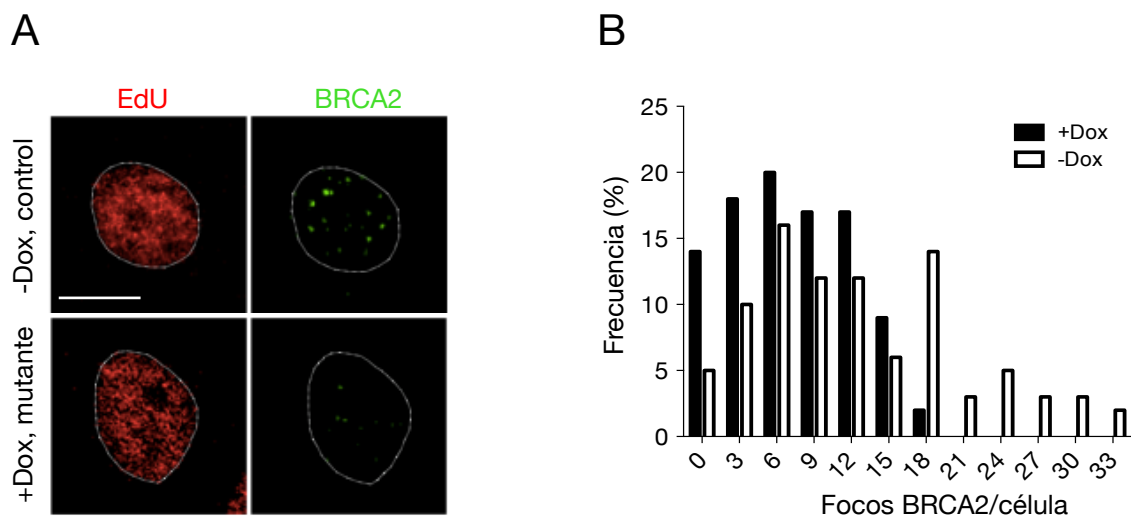 A
EdU
BRCA2
-Dox, control
+Dox, mutante
B
25
20
15
10
5
0
Frecuencia (%)
+Dox
-Dox
0 3 6 9 12 15 18 21 24 27 30 33
Focos BRCA2/célula